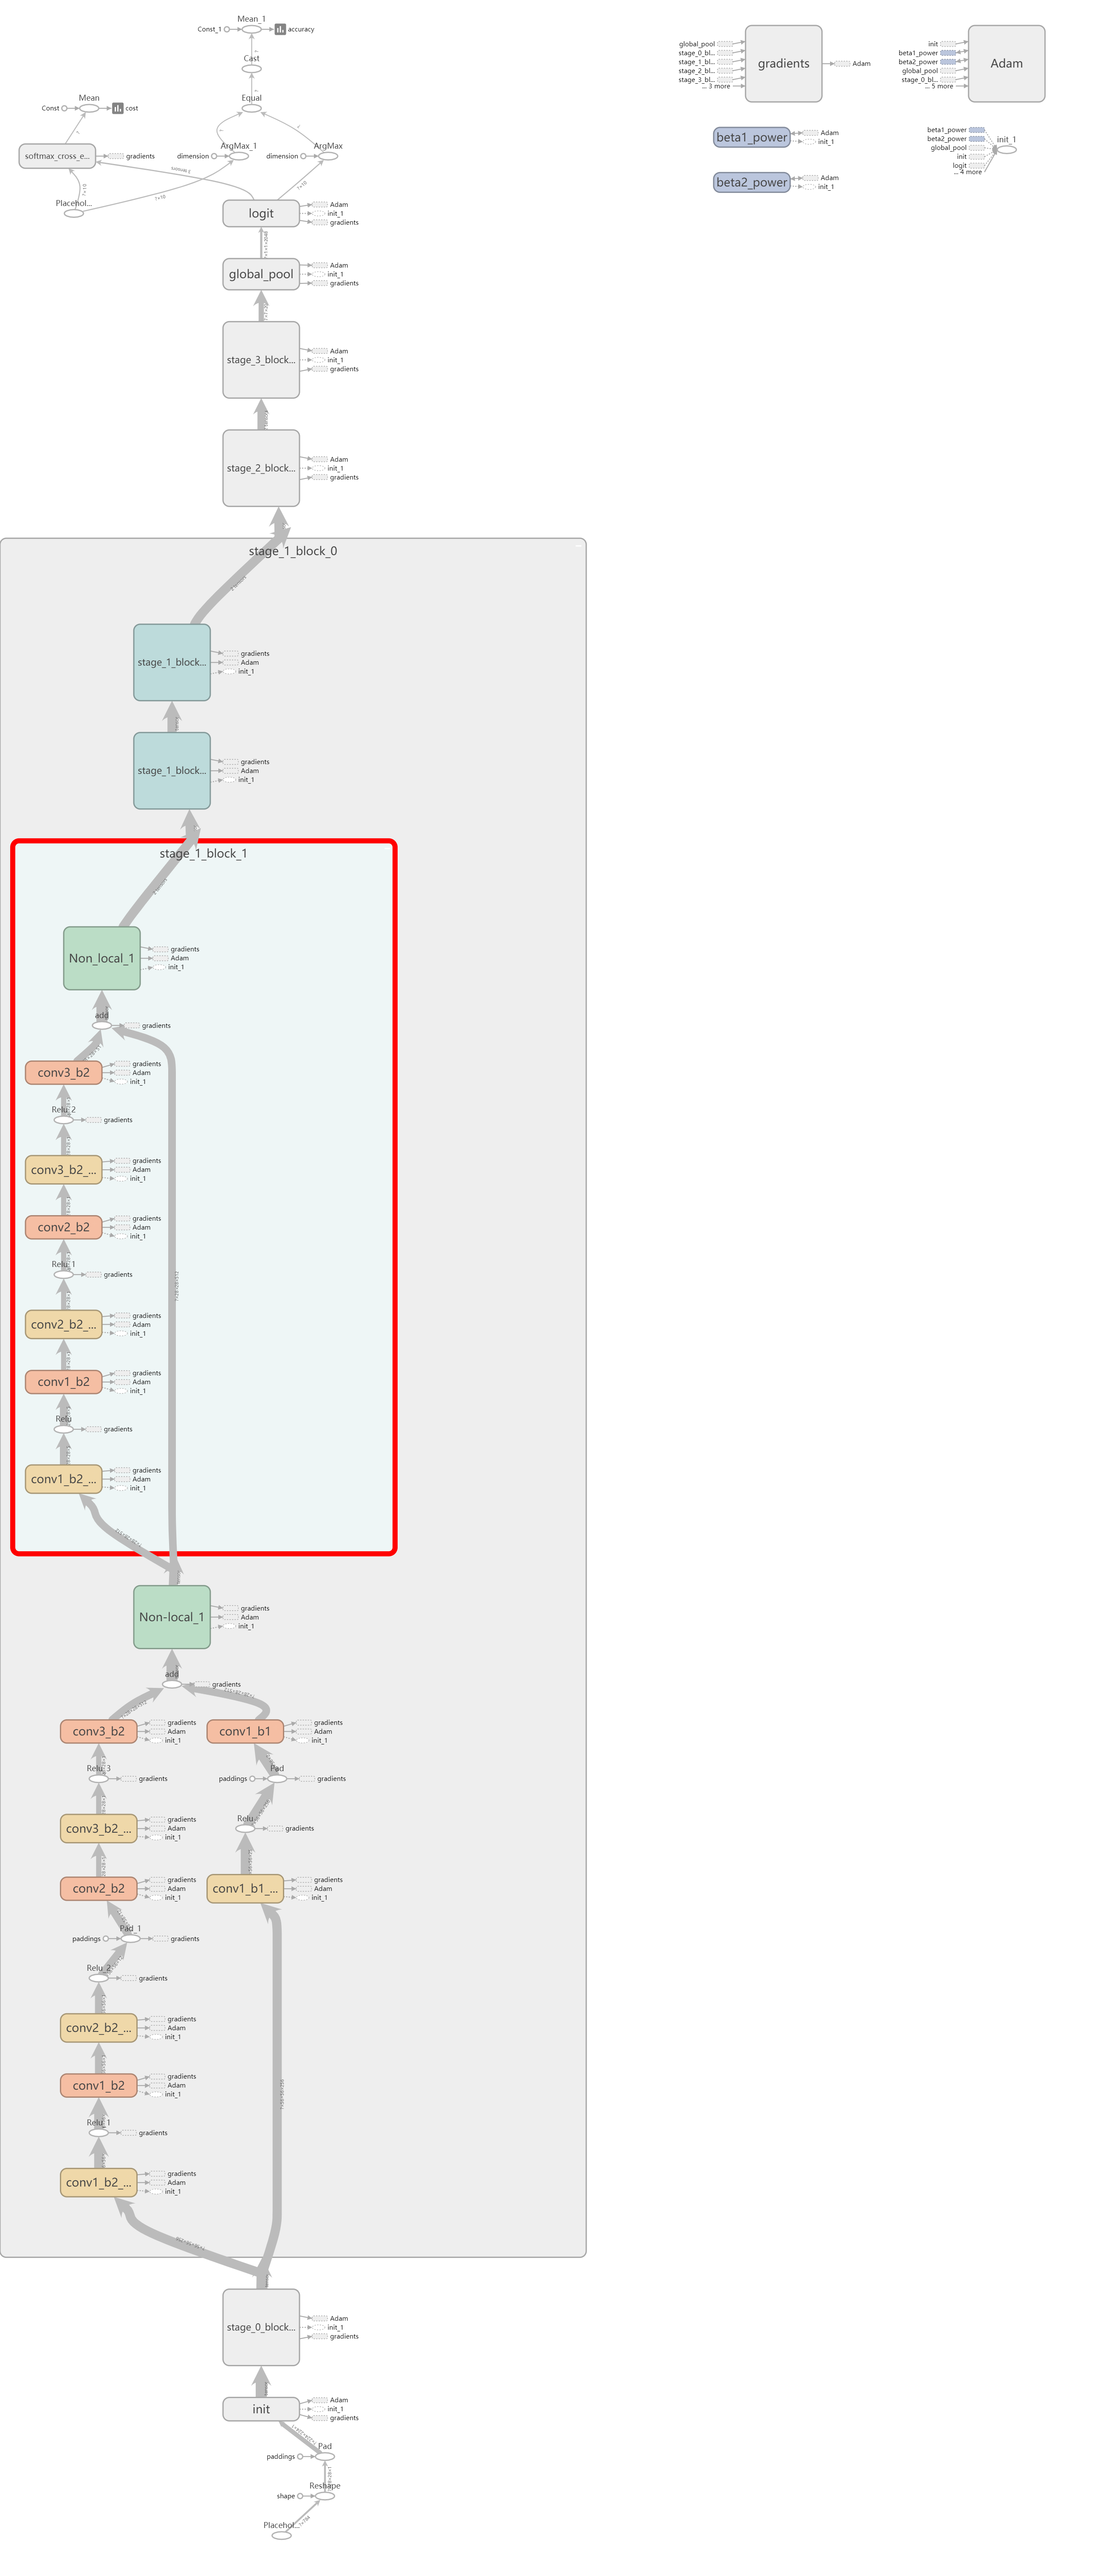 Mean_1
Const_1
accuracy
Cast
Mean
Const
cost
Equal
softmax_cross_e...
gradients
dimension
ArgMax_1
dimension
ArgMax
Placehol...
logit
Adam
init_1
gradients
global_pool
Adam
init_1
gradients
stage_3_block...
Adam
init_1
gradients
stage_2_block...
Adam
init_1
gradients
stage_1_block_0
stage_1_block...
gradients
Adam
init_1
stage_1_block...
gradients
Adam
init_1
stage_1_block_1
Non_local_1
gradients
Adam
init_1
add
gradients
conv3_b2
gradients
Adam
init_1
Relu_2
gradients
conv3_b2_...
gradients
Adam
init_1
conv2_b2
gradients
Adam
init_1
Relu_1
gradients
conv2_b2_...
gradients
Adam
init_1
conv1_b2
gradients
Adam
init_1
Relu
gradients
conv1_b2_...
gradients
Adam
init_1
Non-local_1
gradients
Adam
init_1
add
gradients
conv3_b2
gradients
Adam
init_1
conv1_b1
gradients
Adam
init_1
Relu_3
gradients
paddings
Pad
gradients
conv3_b2_...
gradients
Adam
init_1
Relu
gradients
conv2_b2
gradients
Adam
init_1
conv1_b1_...
gradients
Adam
init_1
Pad_1
paddings
gradients
Relu_2
gradients
conv2_b2_...
gradients
Adam
init_1
conv1_b2
gradients
Adam
init_1
Relu_1
gradients
conv1_b2_...
gradients
Adam
init_1
stage_0_block...
Adam
init_1
gradients
init
Adam
init_1
gradients
Pad
paddings
Reshape
shape
Placehol...
global_pool
stage_0_bl...
stage_1_bl...
stage_2_bl...
stage_3_bl...
... 3 more
gradients
Adam
init
beta1_power
beta2_power
global_pool
stage_0_bl...
... 5 more
Adam
beta1_power
Adam
init_1
beta2_power
Adam
init_1
beta1_power
beta2_power
global_pool
init
logit
... 4 more
init_1